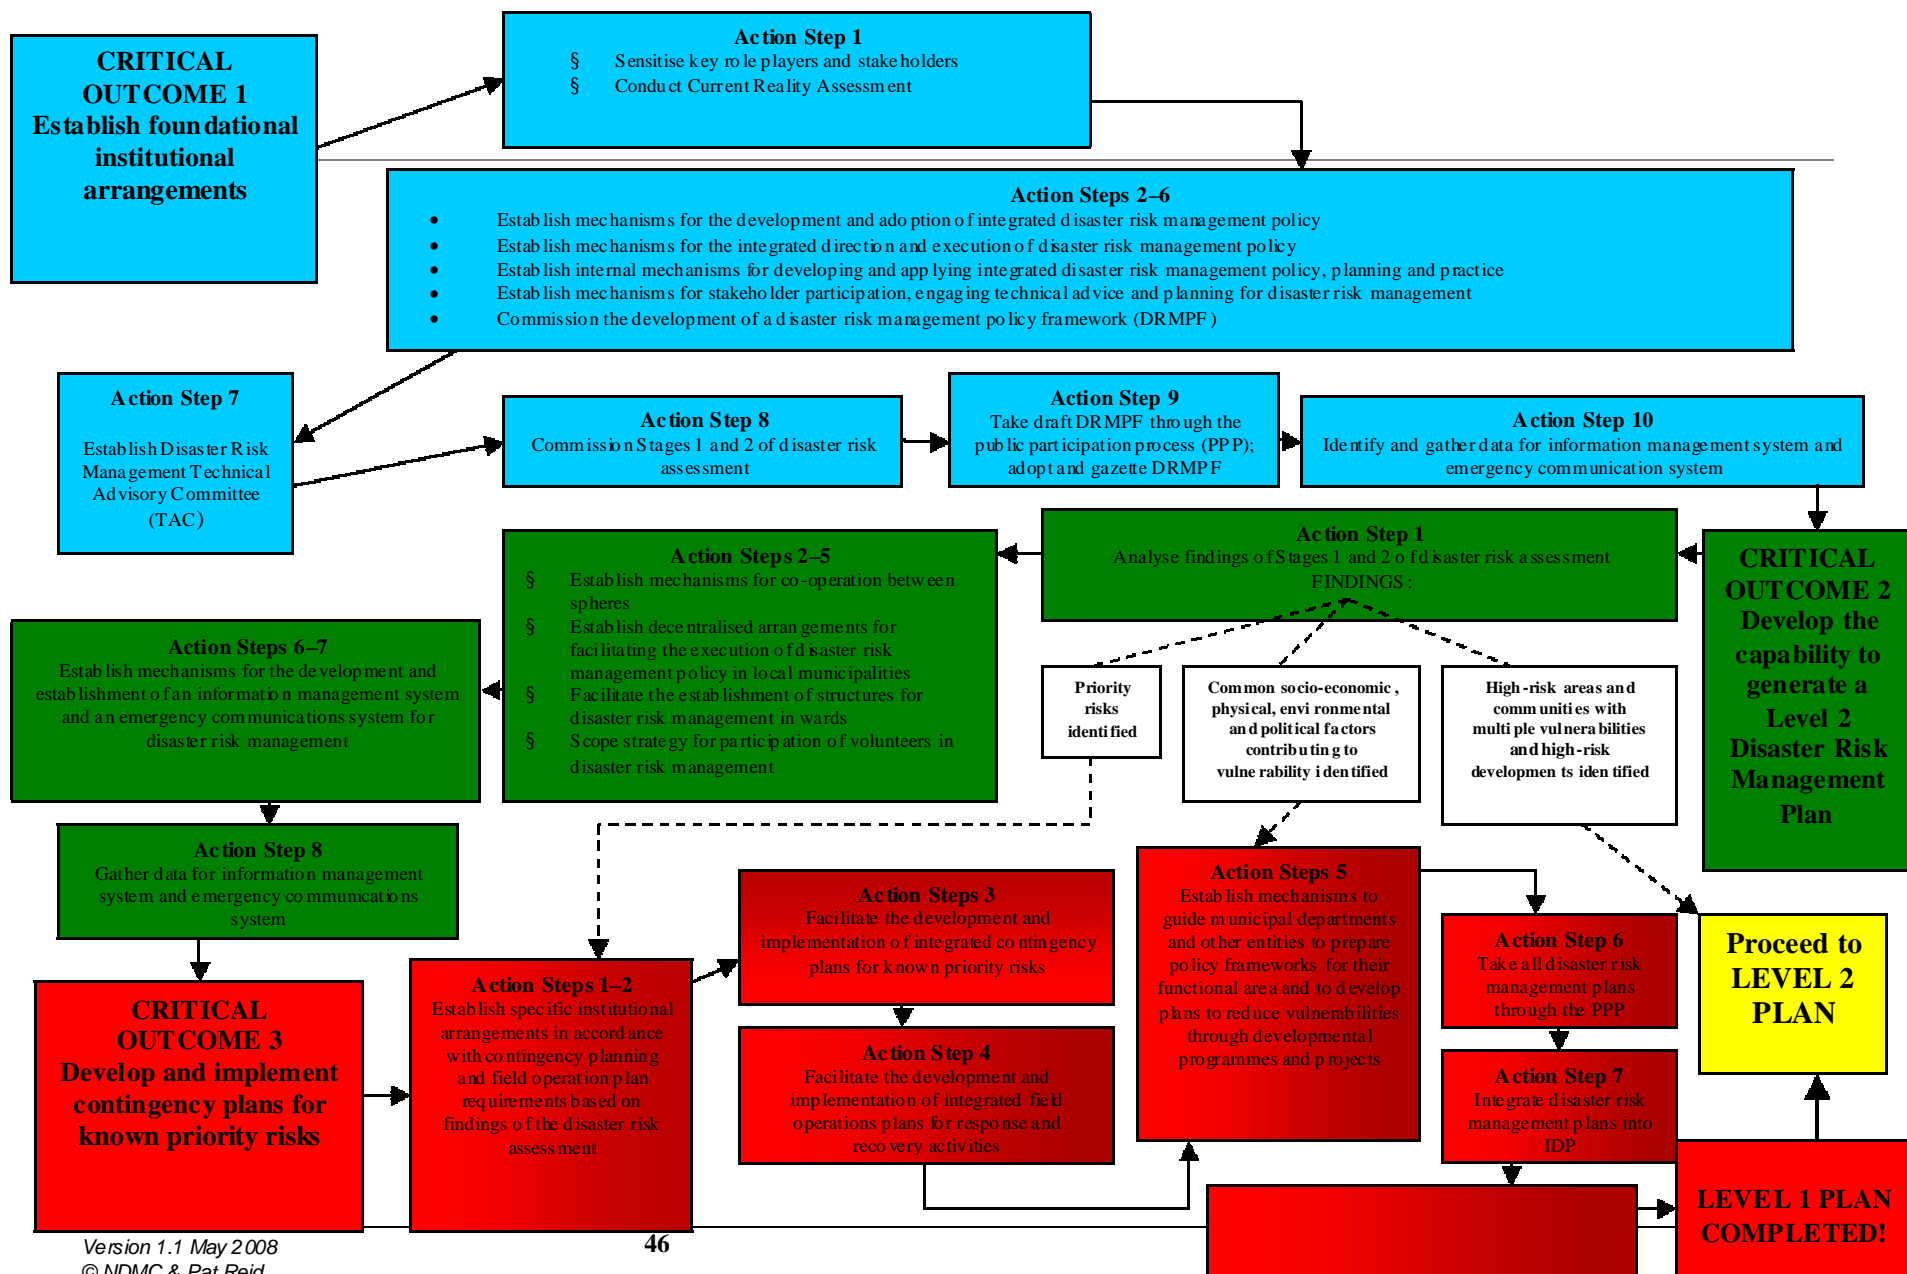 CRITICAL
OUTCOME 1
Establish foundational
institutional
arrangements
Action Step 1
§ Sensitise key role players and stakeholders
§ Conduct Current Reality Assessment
Action Steps 2–6
• Establish mechanisms for the development and adoption of integrated disaster risk management policy
• Establish mechanisms for the integrated direction and execution of disaster risk management policy
• Establish internal mechanisms for developing and applying integrated disaster risk management policy, planning and practice
• Establish mechanisms for stakeholder participation, engaging technical advice and planning for disaster risk management
• Commission the development of a disaster risk management policy framework (DRMPF)
Action Step 7
Establish Disaster Risk
Management Technical
Advisory Committee
(TAC)
Action Step 8
Commission Stages 1 and 2 of disaster risk
assessment
Action Step 9
Take draft DRMPF through the
public participation process (PPP);
adopt and gazette DRMPF
Action Step 10
Identify and gather data for information management system and
emergency communication system
CRITICAL
OUTCOME 2
Develop the
capability to
generate a
Level 2
Disaster Risk
Management
Plan
Action Step 1
Analyse findings of Stages 1 and 2 of disaster risk assessment
FINDINGS:
Priority
risks
identified
Common socio-economic,
physical, environmental
and political factors
contributing to
vulnerability identified
High-risk areas and
communities with
multiple vulnerabilities
and high-risk
developments identified
Action Steps 2–5
§ Establish mechanisms for co-operation between
spheres
§ Establish decentralised arrangements for
facilitating the execution of disaster risk
management policy in local municipalities
§ Facilitate the establishment of structures for
disaster risk management in wards
§ Scope strategy for participation of volunteers in
disaster risk management
Action Steps 6–7
Establish mechanisms for the development and
establishment of an information management system
and an emergency communications system for
disaster risk management
Action Step 8
Gather data for information management
system and emergency communications
system
CRITICAL
OUTCOME 3
Develop and implement
contingency plans for
known priority risks
Action Steps 1–2
Establish specific institutional
arrangements in accordance
with contingency planning
and field operation plan
requirements based on
findings of the disaster risk
assessment
Action Steps 3
Facilitate the development and
implementation of integrated contingency
plans for known priority risks
Action Step 4
Facilitate the development and
implementation of integrated field
operations plans for response and
recovery activities
Action Steps 5
Establish mechanisms to
guide municipal departments
and other entities to prepare
policy frameworks for their
functional area and to develop
plans to reduce vulnerabilities
through developmental
programmes and projects
Action Step 6
Take all disaster risk
management plans
through the PPP
Action Step 7
Integrate disaster risk
management plans into
IDP
Proceed to
LEVEL 2
PLAN
LEVEL 1 PLAN
COMPLETED!
46
Version 1.1 May 2008
© NDMC & Pat Reid